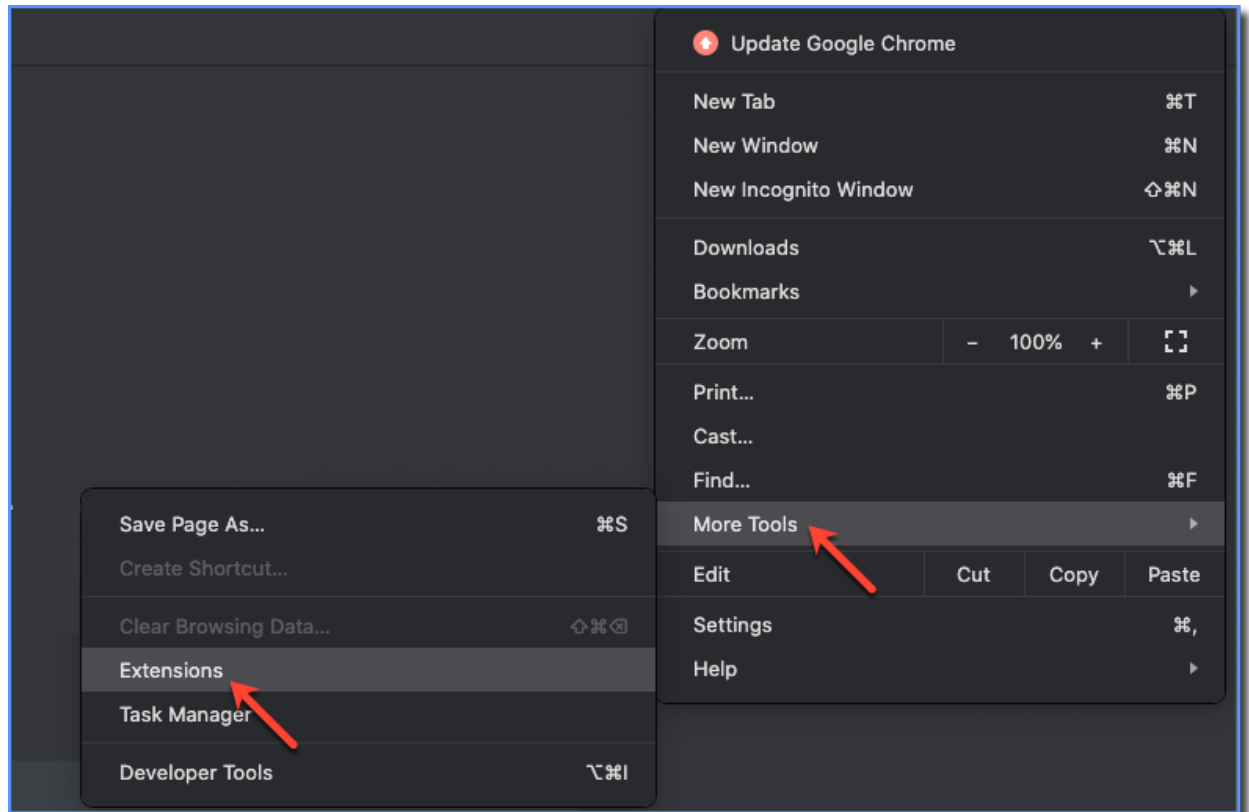 Update Google Chrome
New Tab ⌘T
New Window ⌘N
New Incognito Window ⇧⌘N
Downloads ⌥⌘L
Bookmarks
Zoom - 100% +
Print... ⌘P
Cast...
Find... ⌘F
More Tools
Edit Cut Copy Paste
Settings ⌘,
Help
Save Page As... ⌘S
Create Shortcut...
Clear Browsing Data... ⇧⌘⌫
Extensions
Task Manager
Developer Tools ⌥⌘I